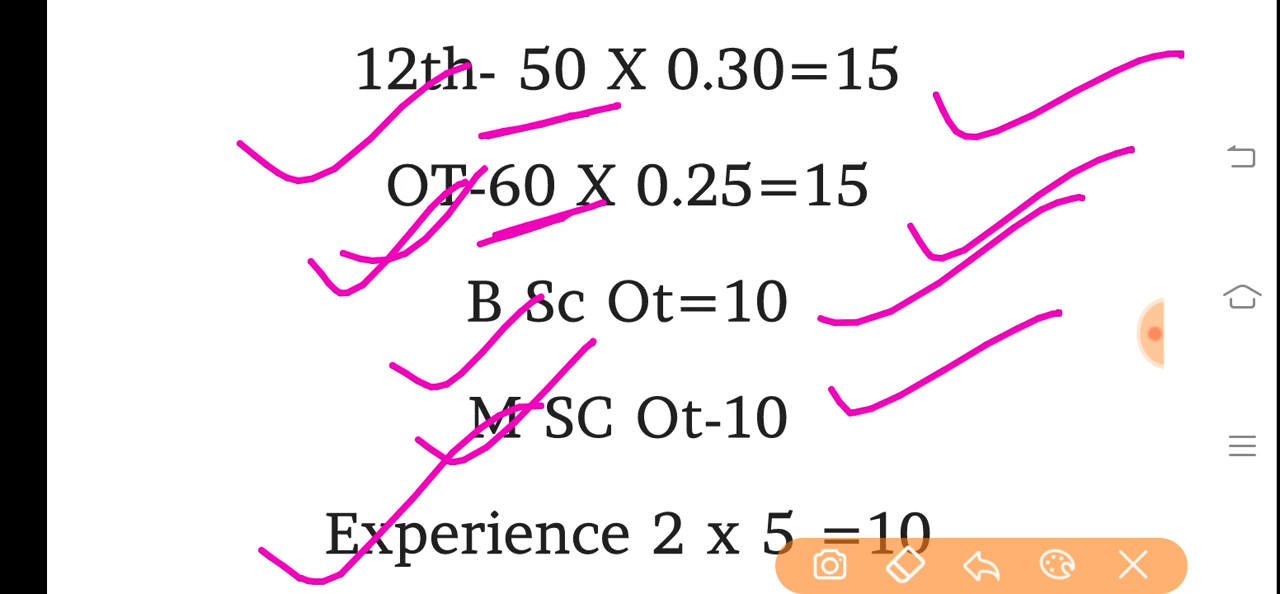 12th- 50 X 0.30=15
OT-60 X 0.25=15
B Sc Ot=10
M SC Ot-10
Experience 2 x 5 =10